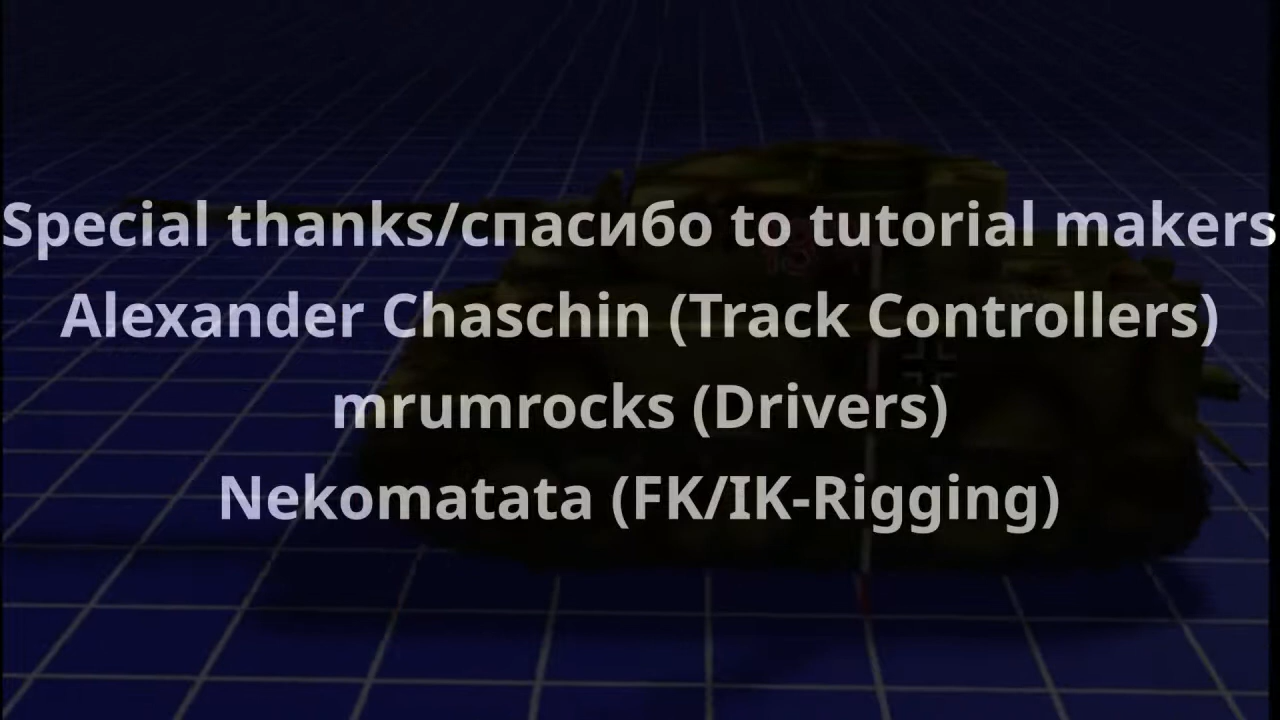 Special thanks/спасибо to tutorial makers
Alexander Chaschin (Track Controllers)
mrumrocks (Drivers)
Nekomatata (FK/IK-Rigging)